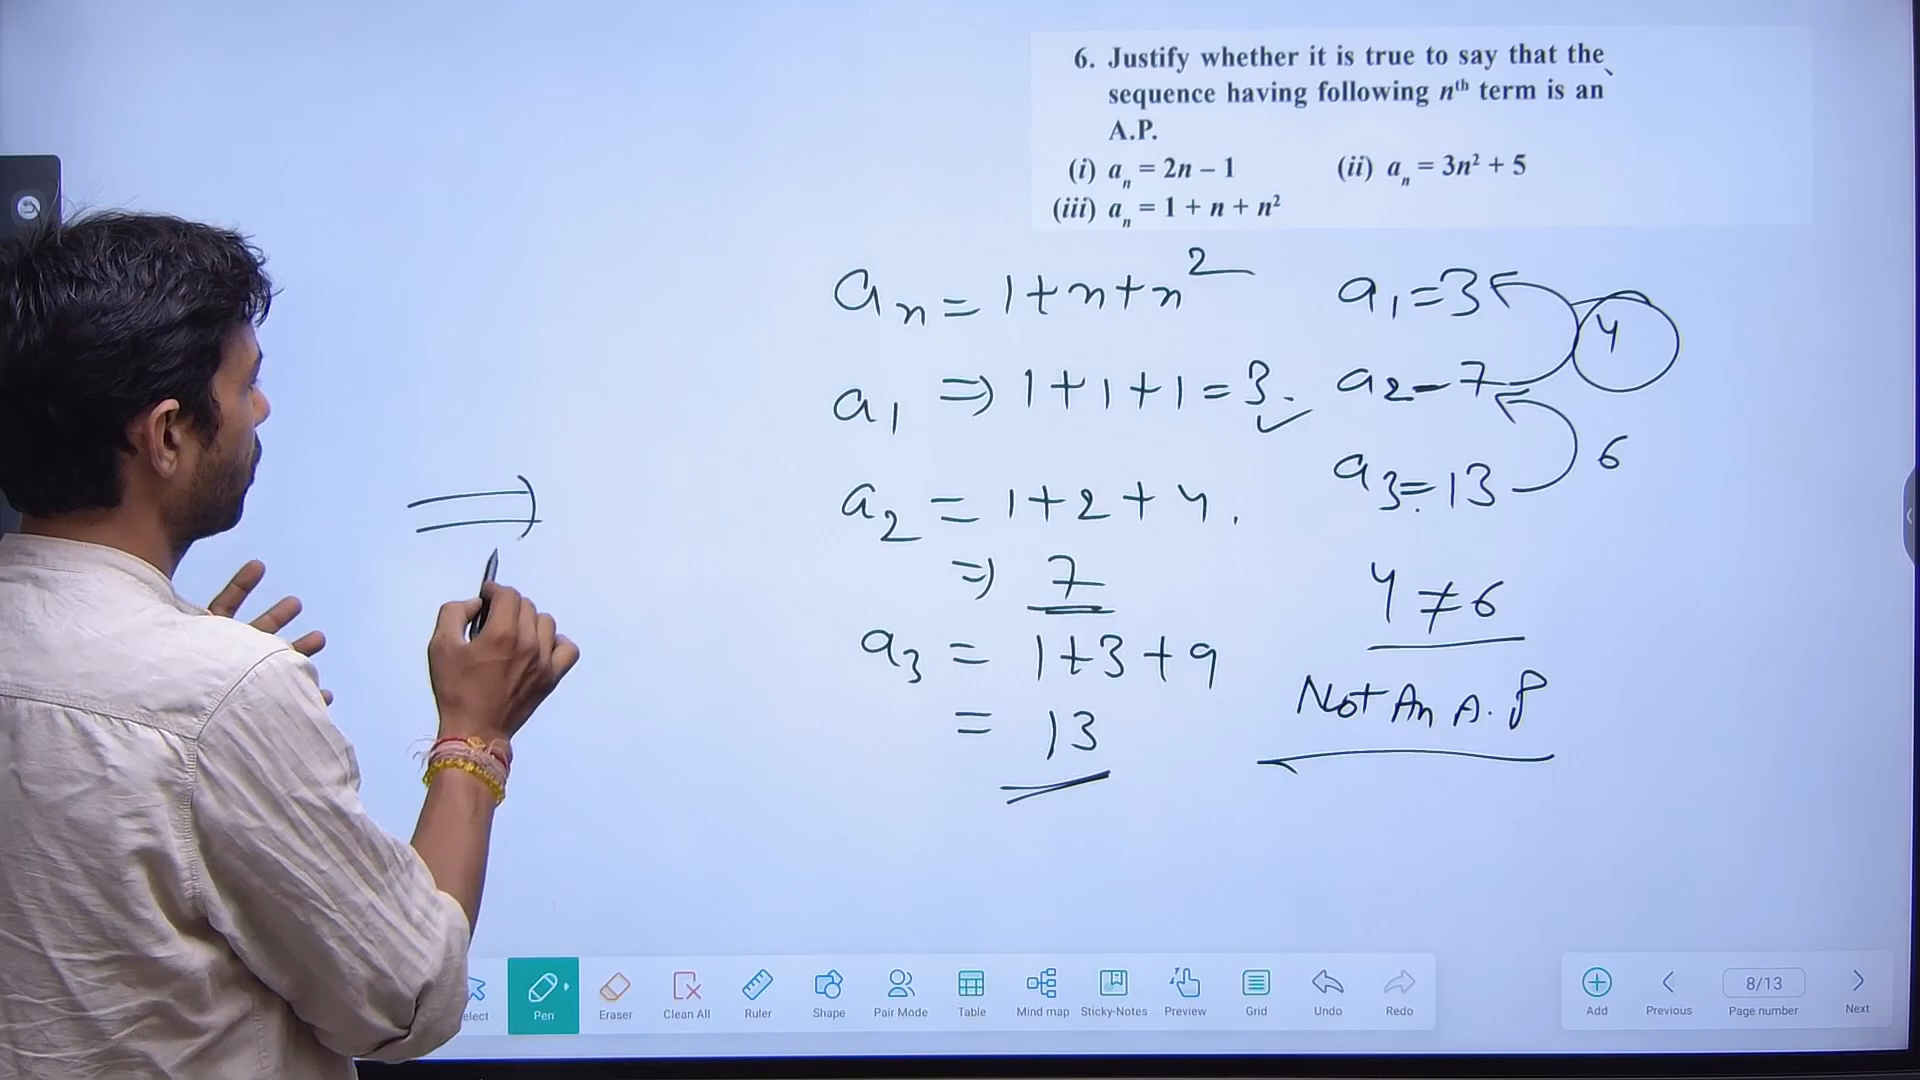 6. Justify whether it is true to say that the
sequence having following nᵗʰ term is an
A.P.
(i) aₙ = 2n – 1 (ii) aₙ = 3n² + 5
(iii) aₙ = 1 + n + n²
aₙ = 1+n+n²
a₁ ⇒ 1+1+1=3.
a₂ = 1+2+4.
⇒ 7
a₃ = 1+3+9
= 13
a₁=3
4
a₂-7
6
a₃=13
4≠6
Not An A.P
⇒
elect
Pen
Eraser
Clean All
Ruler
Shape
Pair Mode
Table
Mind map
Sticky-Notes
Preview
Grid
Undo
Redo
Add
Previous
8/13
Page number
Next